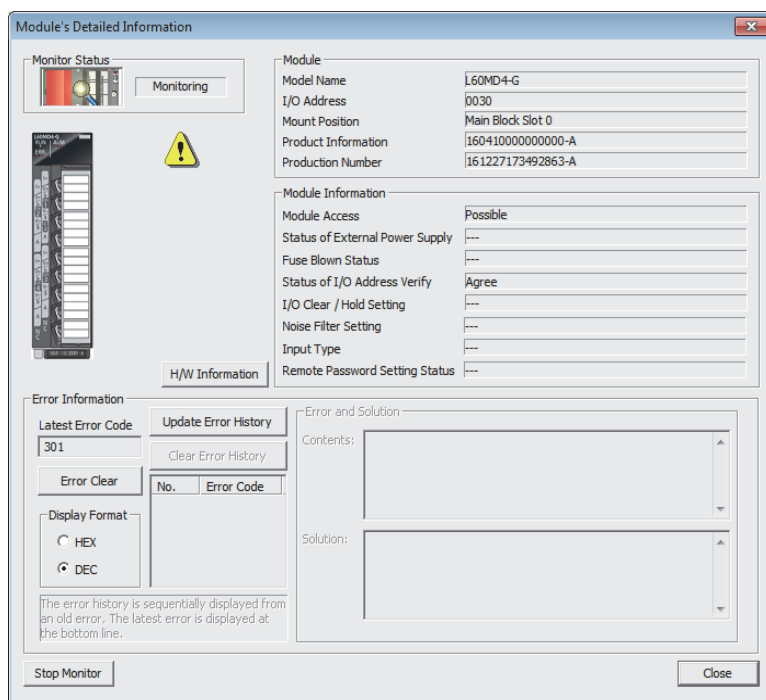 Module's Detailed Information
Monitor Status
Monitoring
L60MD4-G
RUN ALM
ERR.
H/W Information
Module
Model Name L60MD4-G
I/O Address 0030
Mount Position Main Block Slot 0
Product Information 160410000000000-A
Production Number 161227173492863-A
Module Information
Module Access Possible
Status of External Power Supply ---
Fuse Blown Status ---
Status of I/O Address Verify Agree
I/O Clear / Hold Setting ---
Noise Filter Setting ---
Input Type ---
Remote Password Setting Status ---
Error Information
Latest Error Code
301
Error Clear
Display Format
HEX
DEC
Update Error History
Clear Error History
No. Error Code
The error history is sequentially displayed from
an old error. The latest error is displayed at
the bottom line.
Error and Solution
Contents:
Solution:
Stop Monitor
Close